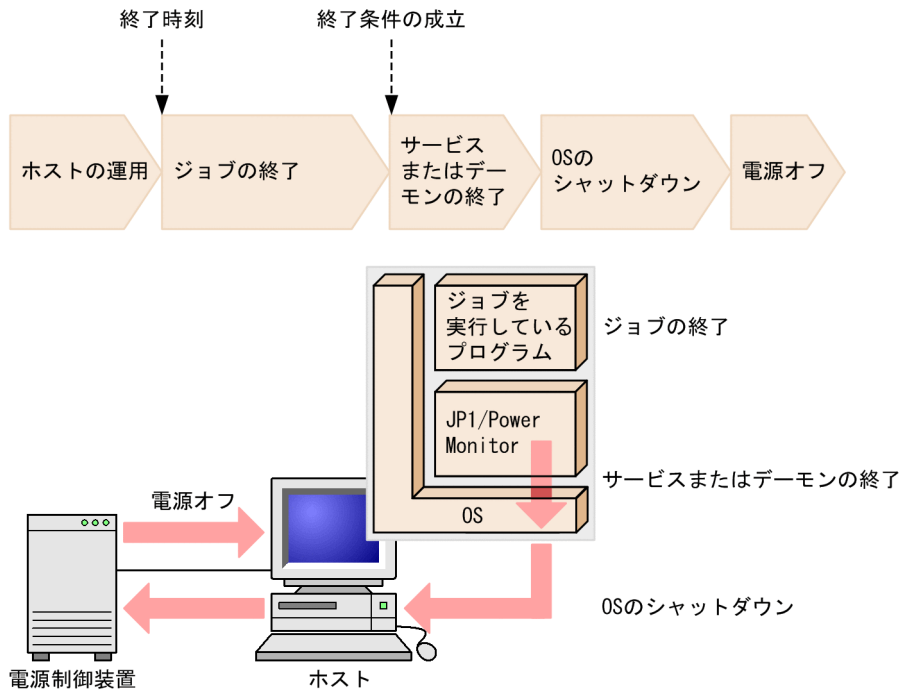 終了時刻
終了条件の成立
ホストの運用
ジョブの終了
サービス
またはデー
モンの終了
OSの
シャットダウン
電源オフ
ジョブを
実行している
プログラム
ジョブの終了
JP1/Power
Monitor
サービスまたはデーモンの終了
OS
電源オフ
OSのシャットダウン
電源制御装置
ホスト